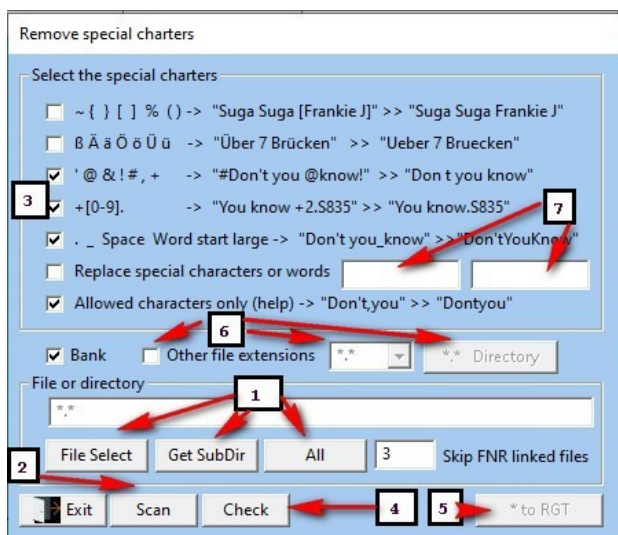 Remove special charters
Select the special charters
~ { } [ ] % ( ) -> "Suga Suga [Frankie J]" >> "Suga Suga Frankie J"
ß Ä ä Ö ö Ü ü -> "Über 7 Brücken" >> "Ueber 7 Bruecken"
' @ & ! # , + -> "#Don't you @know!" >> "Don t you know"
3
+[0-9]. -> "You know +2.S835" >> "You know.S835"
7
. _ Space Word start large -> "Don't you_know" >> "Don'tYouKnow"
Replace special characters or words
Allowed characters only (help) -> "Don't,you" >> "Dontyou"
6
Bank Other file extensions *.* *.* Directory
File or directory
1
*.*
File Select Get SubDir All 3 Skip FNR linked files
2
Exit Scan Check 4 5 * to RGT